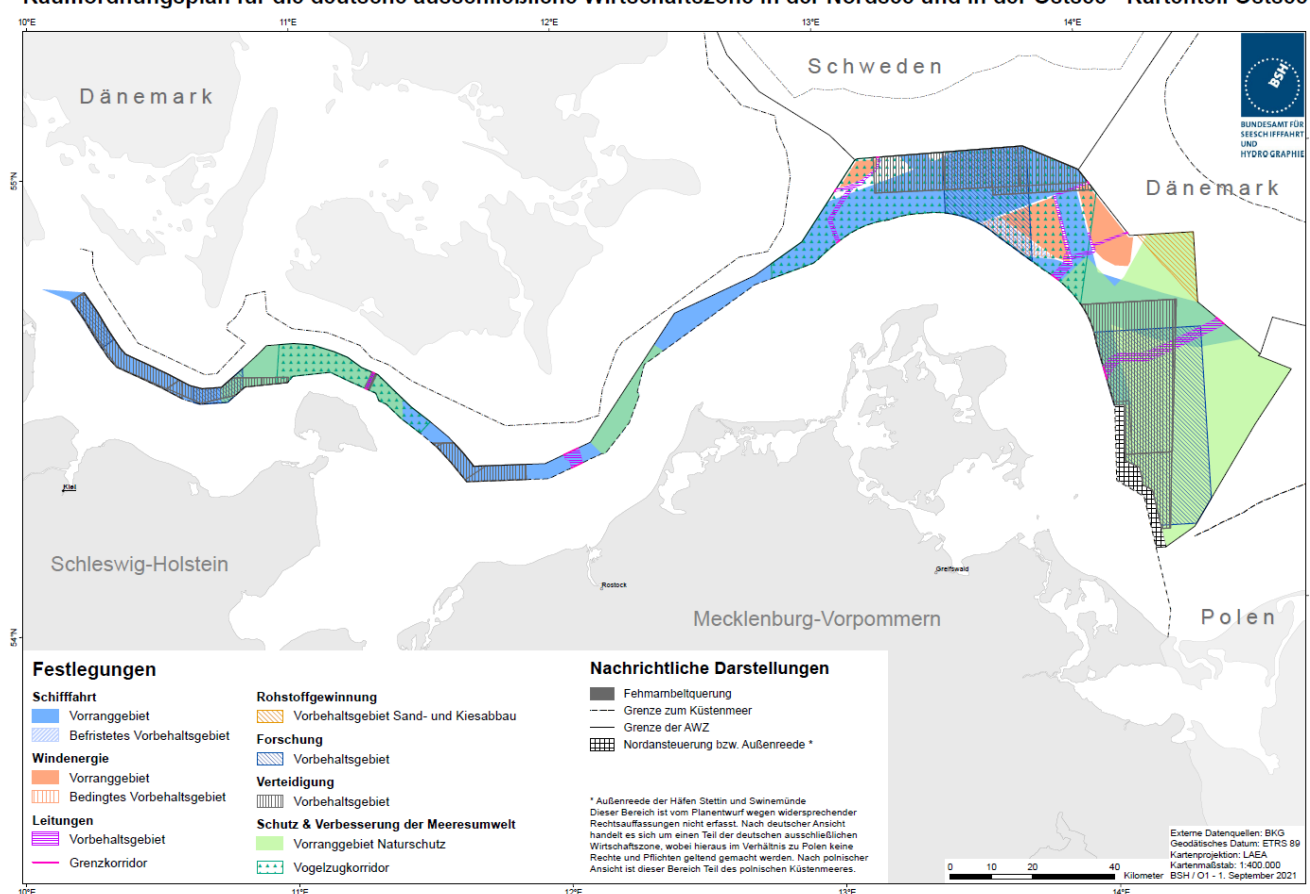 Raumordnungsplan für die deutsche ausschließliche Wirtschaftszone in der Nordsee und in der Ostsee - Kartenteil Ostsee
10°E
11°E
12°E
13°E
14°E
Schweden
Dänemark
BSH
BUNDESAMT FÜR
SEESCHIFFFAHRT
UND
HYDROGRAPHIE
55°N
Dänemark
Kiel
Schleswig-Holstein
Rostock
Greifswald
Mecklenburg-Vorpommern
Polen
54°N
Festlegungen
Schifffahrt
Vorranggebiet
Befristetes Vorbehaltsgebiet
Windenergie
Vorranggebiet
Bedingtes Vorbehaltsgebiet
Leitungen
Vorbehaltsgebiet
Grenzkorridor
Rohstoffgewinnung
Vorbehaltsgebiet Sand- und Kiesabbau
Forschung
Vorbehaltsgebiet
Verteidigung
Vorbehaltsgebiet
Schutz & Verbesserung der Meeresumwelt
Vorranggebiet Naturschutz
Vogelzugkorridor
Nachrichtliche Darstellungen
Fehmarnbeltquerung
Grenze zum Küstenmeer
Grenze der AWZ
Nordansteuerung bzw. Außenreede *
* Außenreede der Häfen Stettin und Swinemünde
Dieser Bereich ist vom Planentwurf wegen widersprechender
Rechtsauffassungen nicht erfasst. Nach deutscher Ansicht
handelt es sich um einen Teil der deutschen ausschließlichen
Wirtschaftszone, wobei hieraus im Verhältnis zu Polen keine
Rechte und Pflichten geltend gemacht werden. Nach polnischer
Ansicht ist dieser Bereich Teil des polnischen Küstenmeeres.
0 10 20 40
Kilometer
Externe Datenquellen: BKG
Geodätisches Datum: ETRS 89
Kartenprojektion: LAEA
Kartenmaßstab: 1:400.000
BSH / O1 - 1. September 2021
10°E
11°E
12°E
13°E
14°E